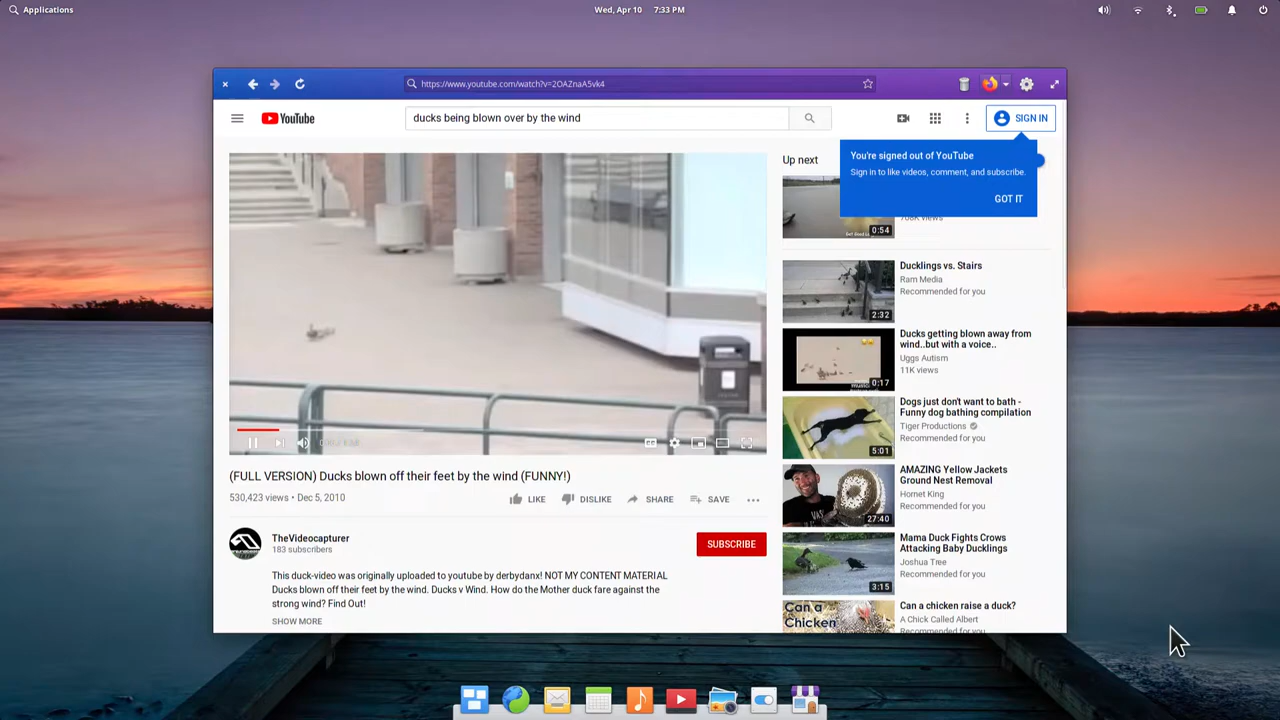 Applications
Wed, Apr 10 7:33 PM
https://www.youtube.com/watch?v=2OAZnaA5vk4
YouTube
ducks being blown over by the wind
SIGN IN
You're signed out of YouTube
Sign in to like videos, comment, and subscribe.
GOT IT
Up next
708K views
0:54
Ducklings vs. Stairs
Ram Media
Recommended for you
2:32
Ducks getting blown away from
wind..but with a voice..
Uggs Autism
11K views
0:17
Dogs just don't want to bath -
Funny dog bathing compilation
Tiger Productions
Recommended for you
5:01
AMAZING Yellow Jackets
Ground Nest Removal
Hornet King
Recommended for you
27:40
Mama Duck Fights Crows
Attacking Baby Ducklings
Joshua Tree
Recommended for you
3:15
Can a chicken raise a duck?
A Chick Called Albert
Recommended for you
Can a
Chicken
(FULL VERSION) Ducks blown off their feet by the wind (FUNNY!)
530,423 views • Dec 5, 2010
LIKE DISLIKE SHARE SAVE
TheVideocapturer
183 subscribers
SUBSCRIBE
This duck-video was originally uploaded to youtube by derbydanx! NOT MY CONTENT MATERIAL
Ducks blown off their feet by the wind. Ducks v Wind. How do the Mother duck fare against the
strong wind? Find Out!
SHOW MORE